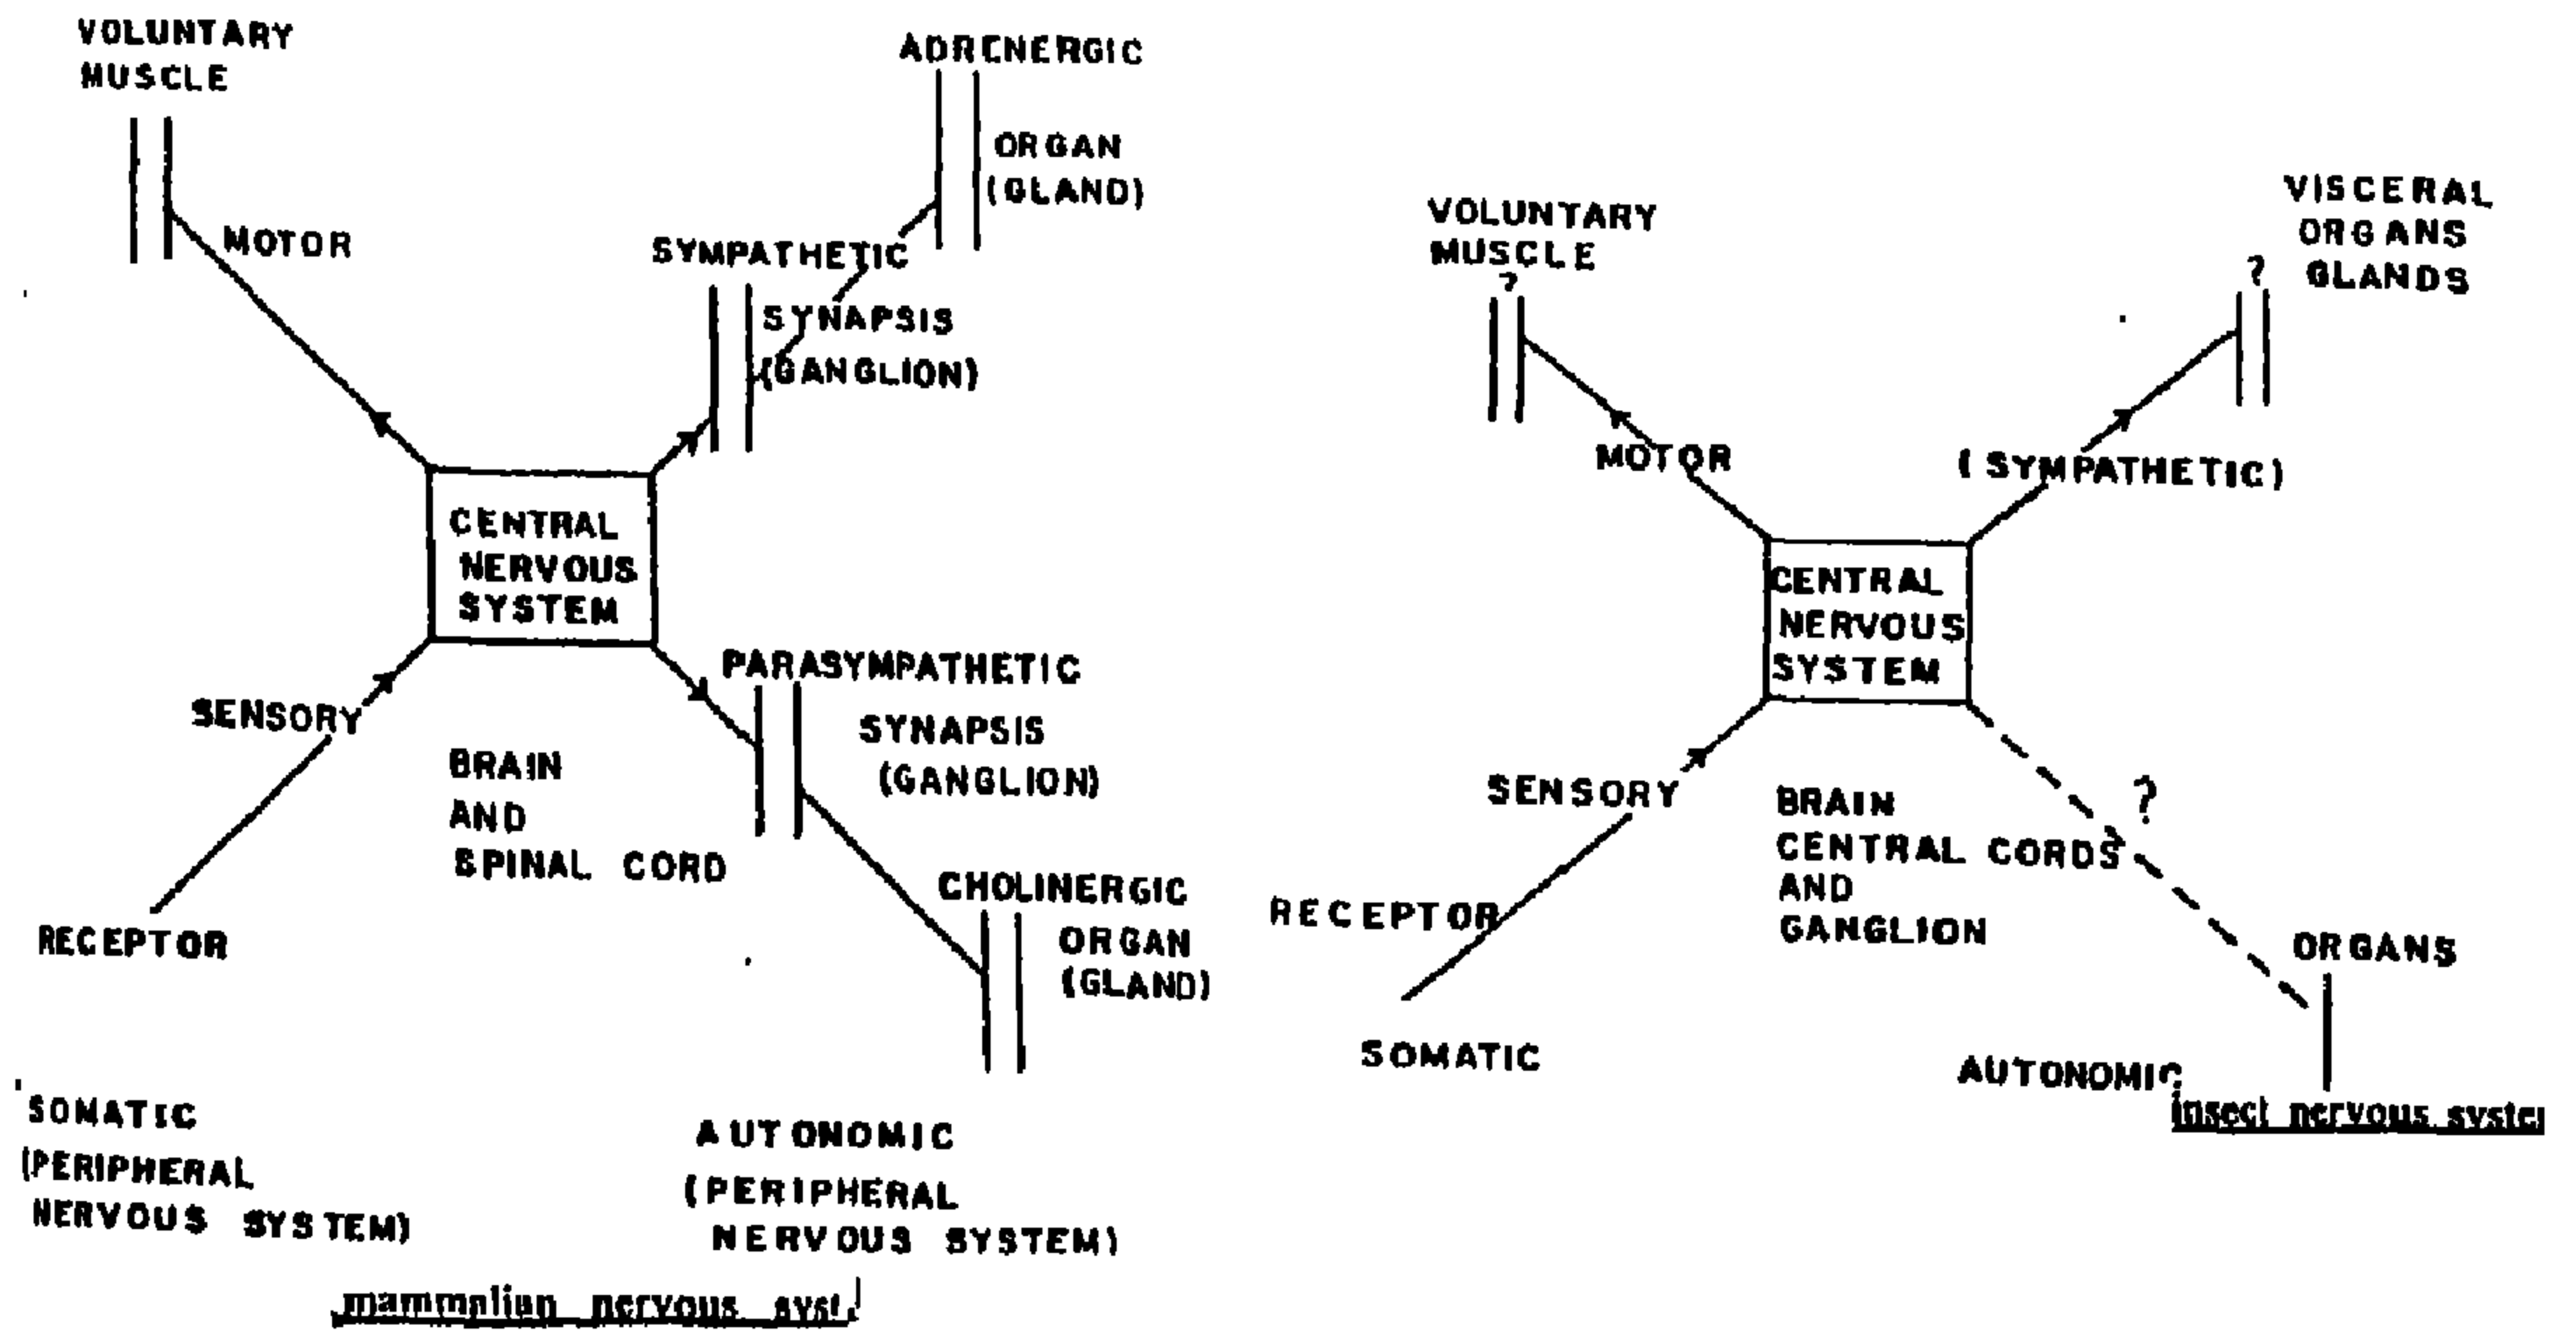 VOLUNTARY
MUSCLE
MOTOR
ADRENERGIC
ORGAN
(GLAND)
SYMPATHETIC
SYNAPSIS
(GANGLION)
CENTRAL
NERVOUS
SYSTEM
PARASYMPATHETIC
SYNAPSIS
(GANGLION)
SENSORY
BRAIN
AND
SPINAL CORD
CHOLINERGIC
ORGAN
(GLAND)
RECEPTOR
SOMATIC
(PERIPHERAL
NERVOUS SYSTEM)
AUTONOMIC
(PERIPHERAL
NERVOUS SYSTEM)
mammalian nervous syst
VOLUNTARY
MUSCLE
?
VISCERAL
ORGANS
GLANDS
?
MOTOR
(SYMPATHETIC)
CENTRAL
NERVOUS
SYSTEM
SENSORY
RECEPTOR
BRAIN
CENTRAL CORDS
AND
GANGLION
?
ORGANS
SOMATIC
AUTONOMIC
insect nervous system